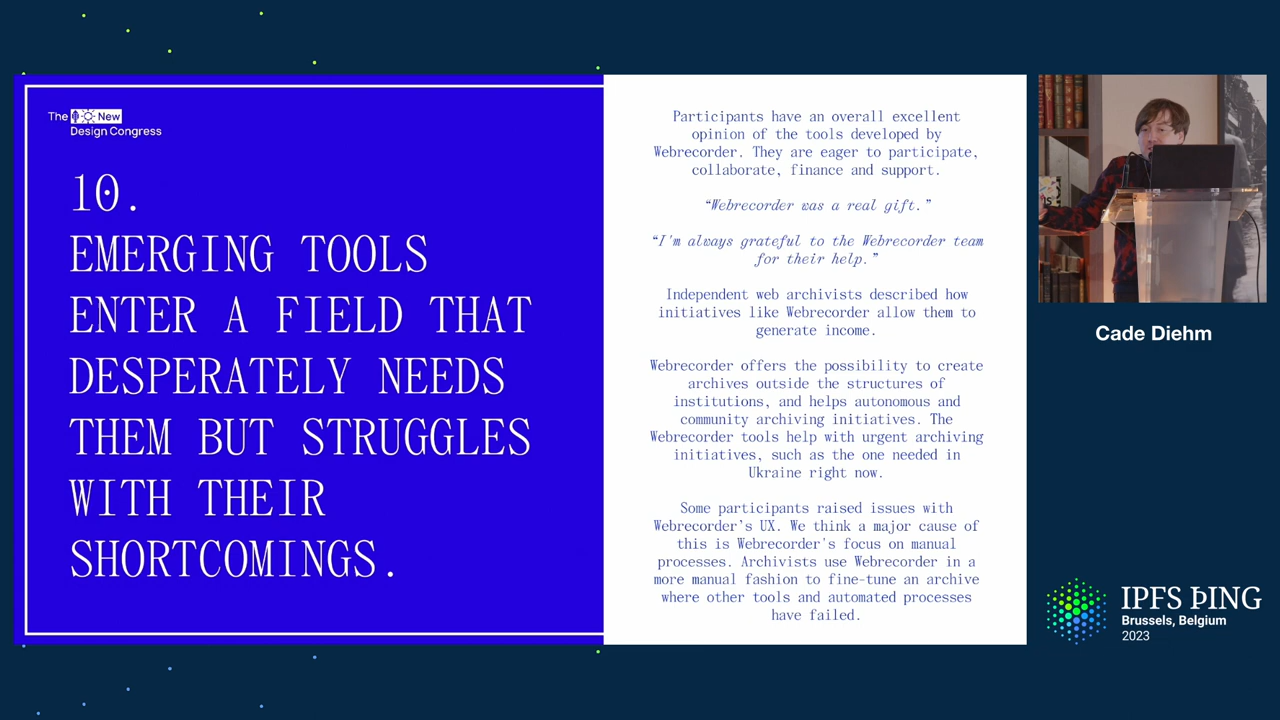 The New
Design Congress
10.
EMERGING TOOLS
ENTER A FIELD THAT
DESPERATELY NEEDS
THEM BUT STRUGGLES
WITH THEIR
SHORTCOMINGS.
Participants have an overall excellent
opinion of the tools developed by
Webrecorder. They are eager to participate,
collaborate, finance and support.
“Webrecorder was a real gift.”
“I'm always grateful to the Webrecorder team
for their help.”
Independent web archivists described how
initiatives like Webrecorder allow them to
generate income.
Webrecorder offers the possibility to create
archives outside the structures of
institutions, and helps autonomous and
community archiving initiatives. The
Webrecorder tools help with urgent archiving
initiatives, such as the one needed in
Ukraine right now.
Some participants raised issues with
Webrecorder’s UX. We think a major cause of
this is Webrecorder's focus on manual
processes. Archivists use Webrecorder in a
more manual fashion to fine-tune an archive
where other tools and automated processes
have failed.
Cade Diehm
IPFS ÞING
Brussels, Belgium
2023